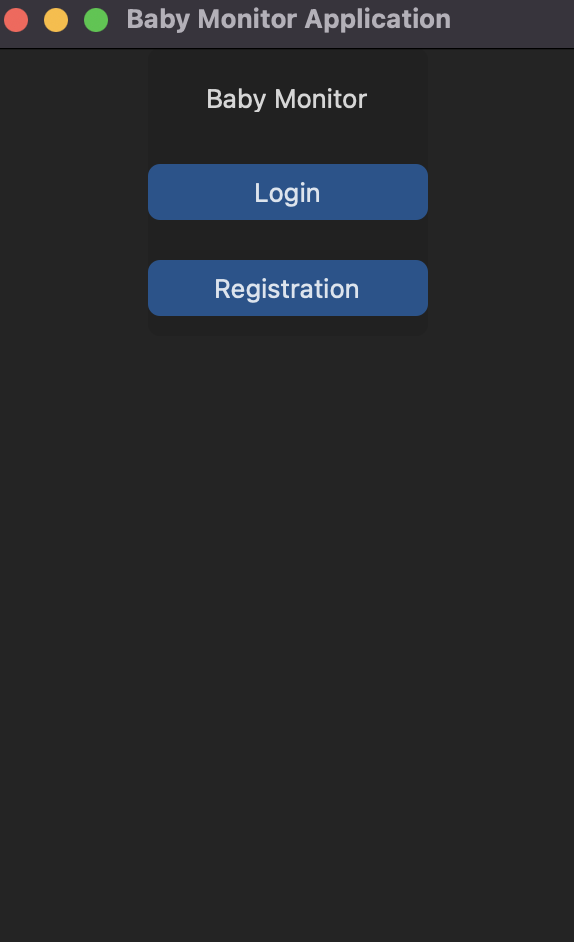 Baby Monitor Application
Baby Monitor
Login
Registration